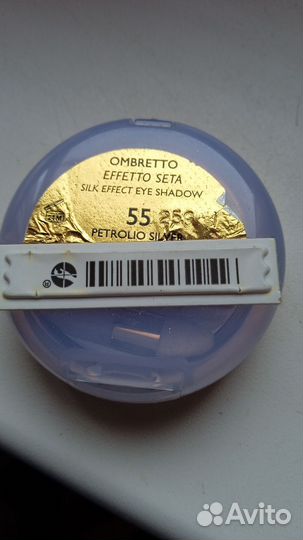 OMBRETTO
EFFETTO SETA
SILK EFFECT EYE SHADOW
55
PETROLIO SILVER
Avito